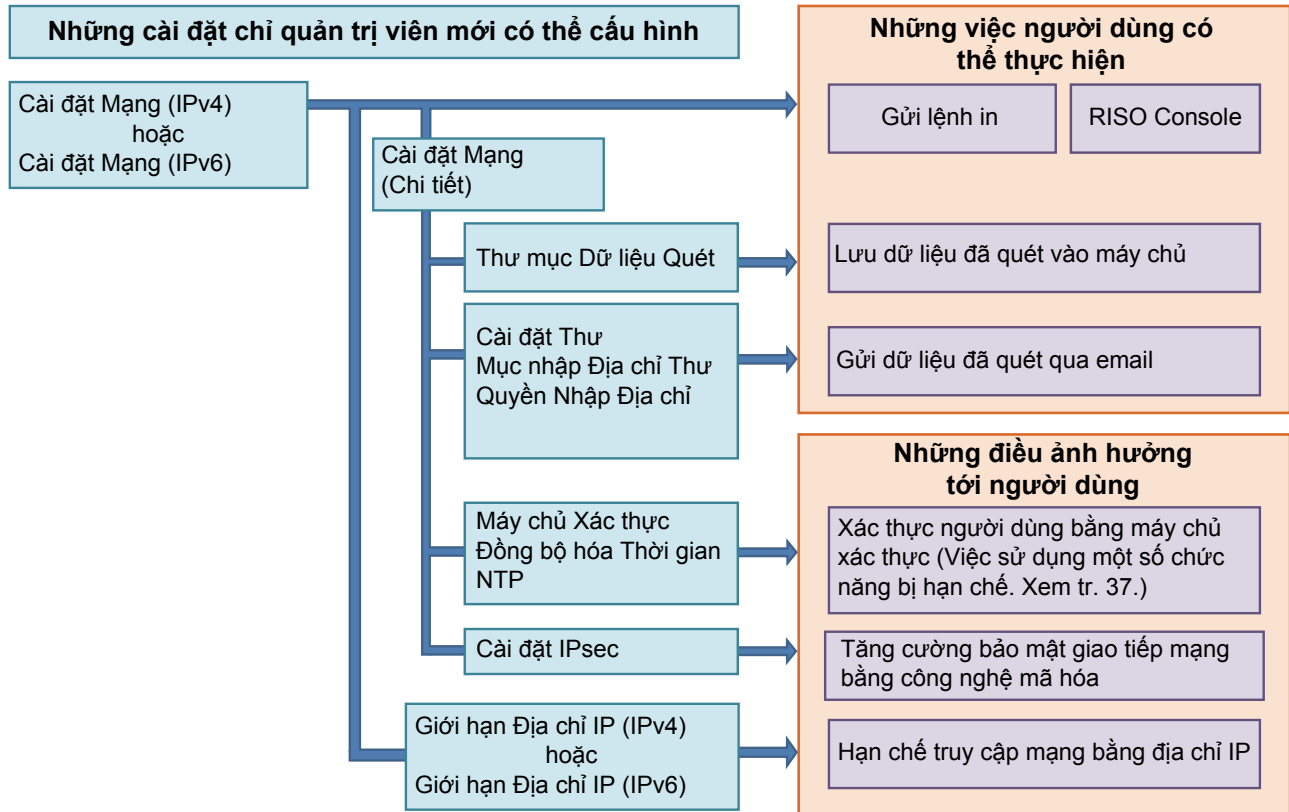 Những cài đặt chỉ quản trị viên mới có thể cấu hình
Những việc người dùng có
thể thực hiện
Cài đặt Mạng (IPv4)
hoặc
Cài đặt Mạng (IPv6)
Gửi lệnh in
RISO Console
Cài đặt Mạng
(Chi tiết)
Thư mục Dữ liệu Quét
Lưu dữ liệu đã quét vào máy chủ
Cài đặt Thư
Mục nhập Địa chỉ Thư
Quyền Nhập Địa chỉ
Gửi dữ liệu đã quét qua email
Những điều ảnh hưởng
tới người dùng
Máy chủ Xác thực
Đồng bộ hóa Thời gian
NTP
Xác thực người dùng bằng máy chủ
xác thực (Việc sử dụng một số chức
năng bị hạn chế. Xem tr. 37.)
Cài đặt IPsec
Tăng cường bảo mật giao tiếp mạng
bằng công nghệ mã hóa
Giới hạn Địa chỉ IP (IPv4)
hoặc
Giới hạn Địa chỉ IP (IPv6)
Hạn chế truy cập mạng bằng địa chỉ IP